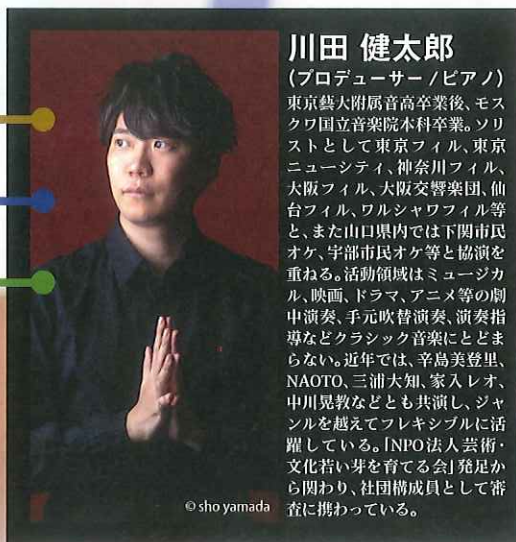 川田 健太郎
(プロデューサー / ピアノ)
東京藝大附属音高卒業後、モス
クワ国立音楽院本科卒業。ソリ
ストとして東京フィル、東京
ニューシティ、神奈川フィル、
大阪フィル、大阪交響楽団、仙
台フィル、ワルシャワフィル等
と、また山口県内では下関市民
オケ、宇部市民オケ等と協演を
重ねる。活動領域はミュージカ
ル、映画、ドラマ、アニメ等の劇
中演奏、手元吹替演奏、演奏指
導などクラシック音楽にとどま
らない。近年では、辛島美登里、
NAOTO、三浦大知、家入レオ、
中川晃教などとも共演し、ジャ
ンルを越えてフレキシブルに活
躍している。「NPO法人芸術・
文化若い芽を育てる会」発足か
ら関わり、社団構成員として審
査に携わっている。
© sho yamada